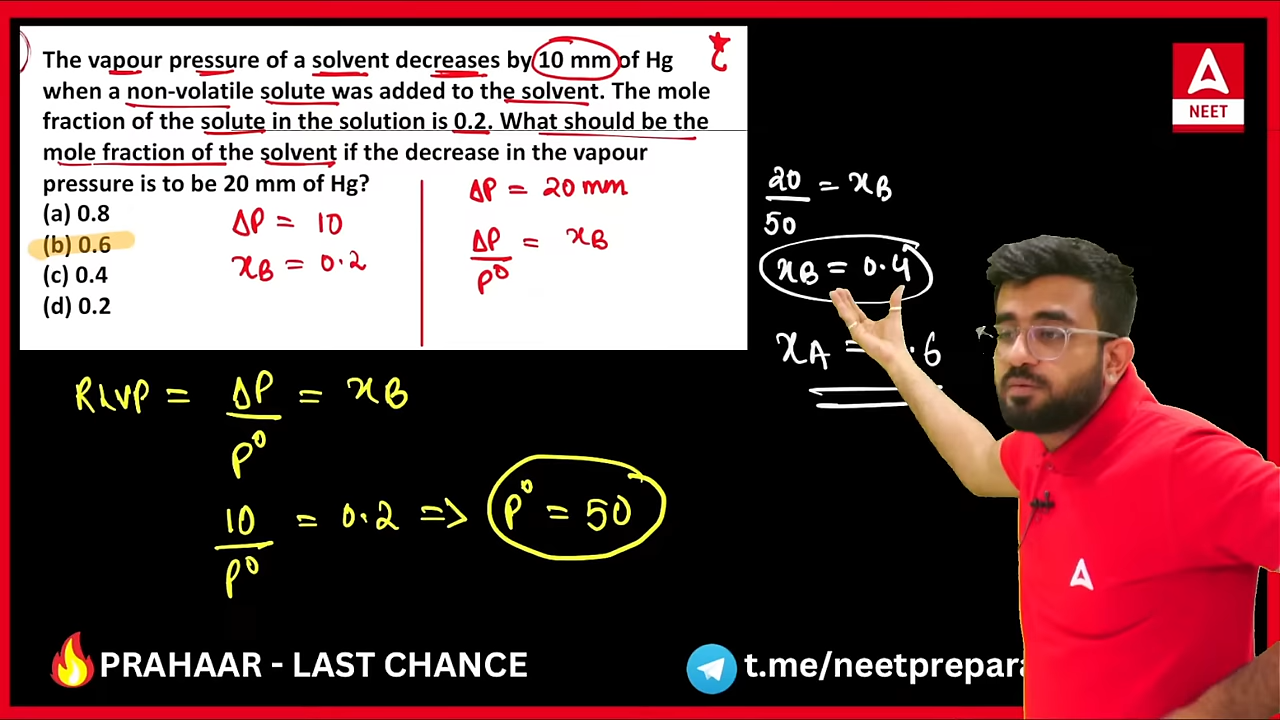 The vapour pressure of a solvent decreases by 10 mm of Hg
when a non-volatile solute was added to the solvent. The mole
fraction of the solute in the solution is 0.2. What should be the
mole fraction of the solvent if the decrease in the vapour
pressure is to be 20 mm of Hg?
(a) 0.8
(b) 0.6
(c) 0.4
(d) 0.2
ΔP = 10
xB = 0.2
ΔP = 20 mm
ΔP/P° = xB
20/50 = xB
xB = 0.4
xA = .6
RLVP = ΔP/P° = xB
10/P° = 0.2 => P° = 50
NEET
PRAHAAR - LAST CHANCE